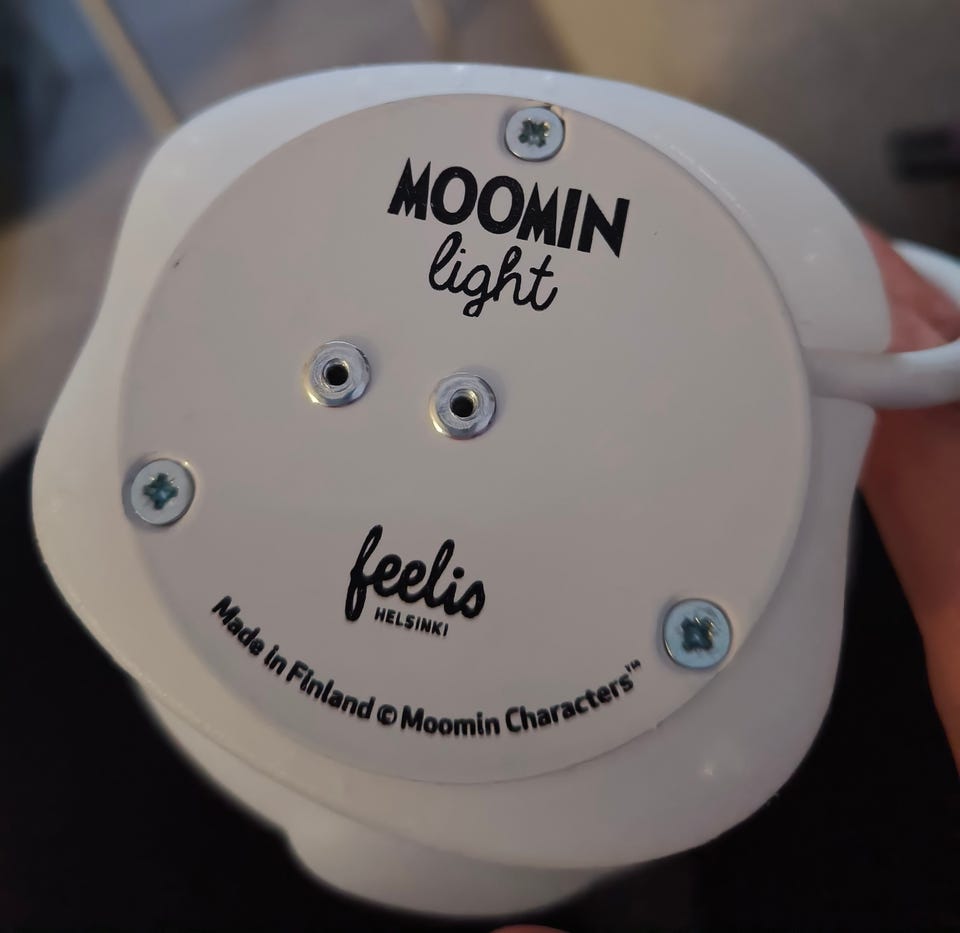 MOOMIN
light
feelis
HELSINKI
Made in Finland © Moomin Characters™